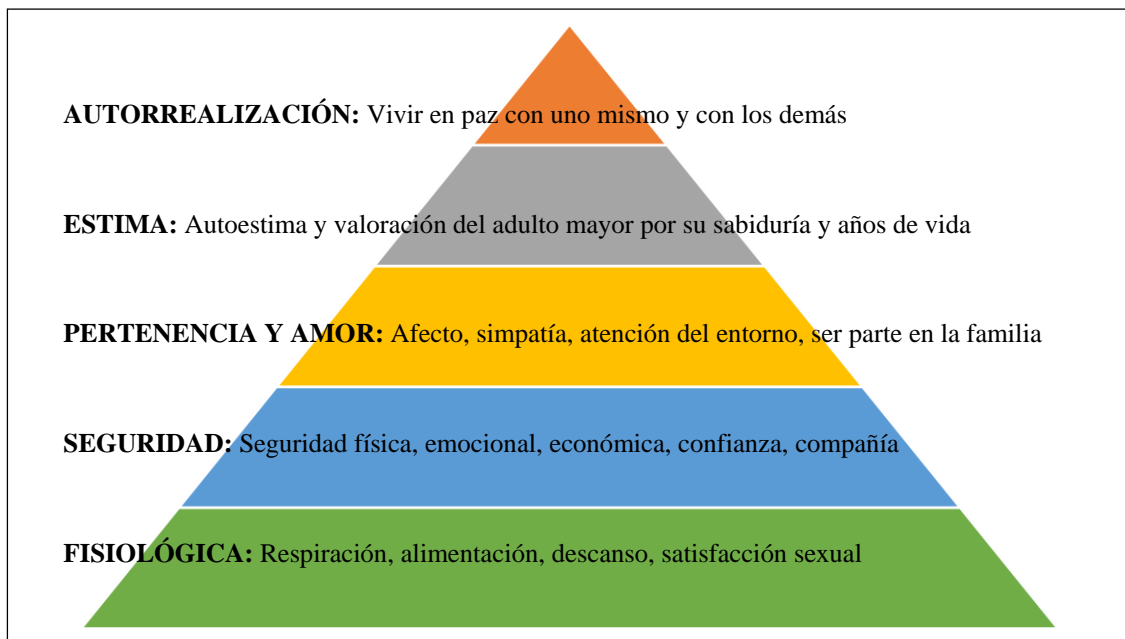 AUTORREALIZACIÓN: Vivir en paz con uno mismo y con los demás
ESTIMA: Autoestima y valoración del adulto mayor por su sabiduría y años de vida
PERTENENCIA Y AMOR: Afecto, simpatía, atención del entorno, ser parte en la familia
SEGURIDAD: Seguridad física, emocional, económica, confianza, compañía
FISIOLÓGICA: Respiración, alimentación, descanso, satisfacción sexual